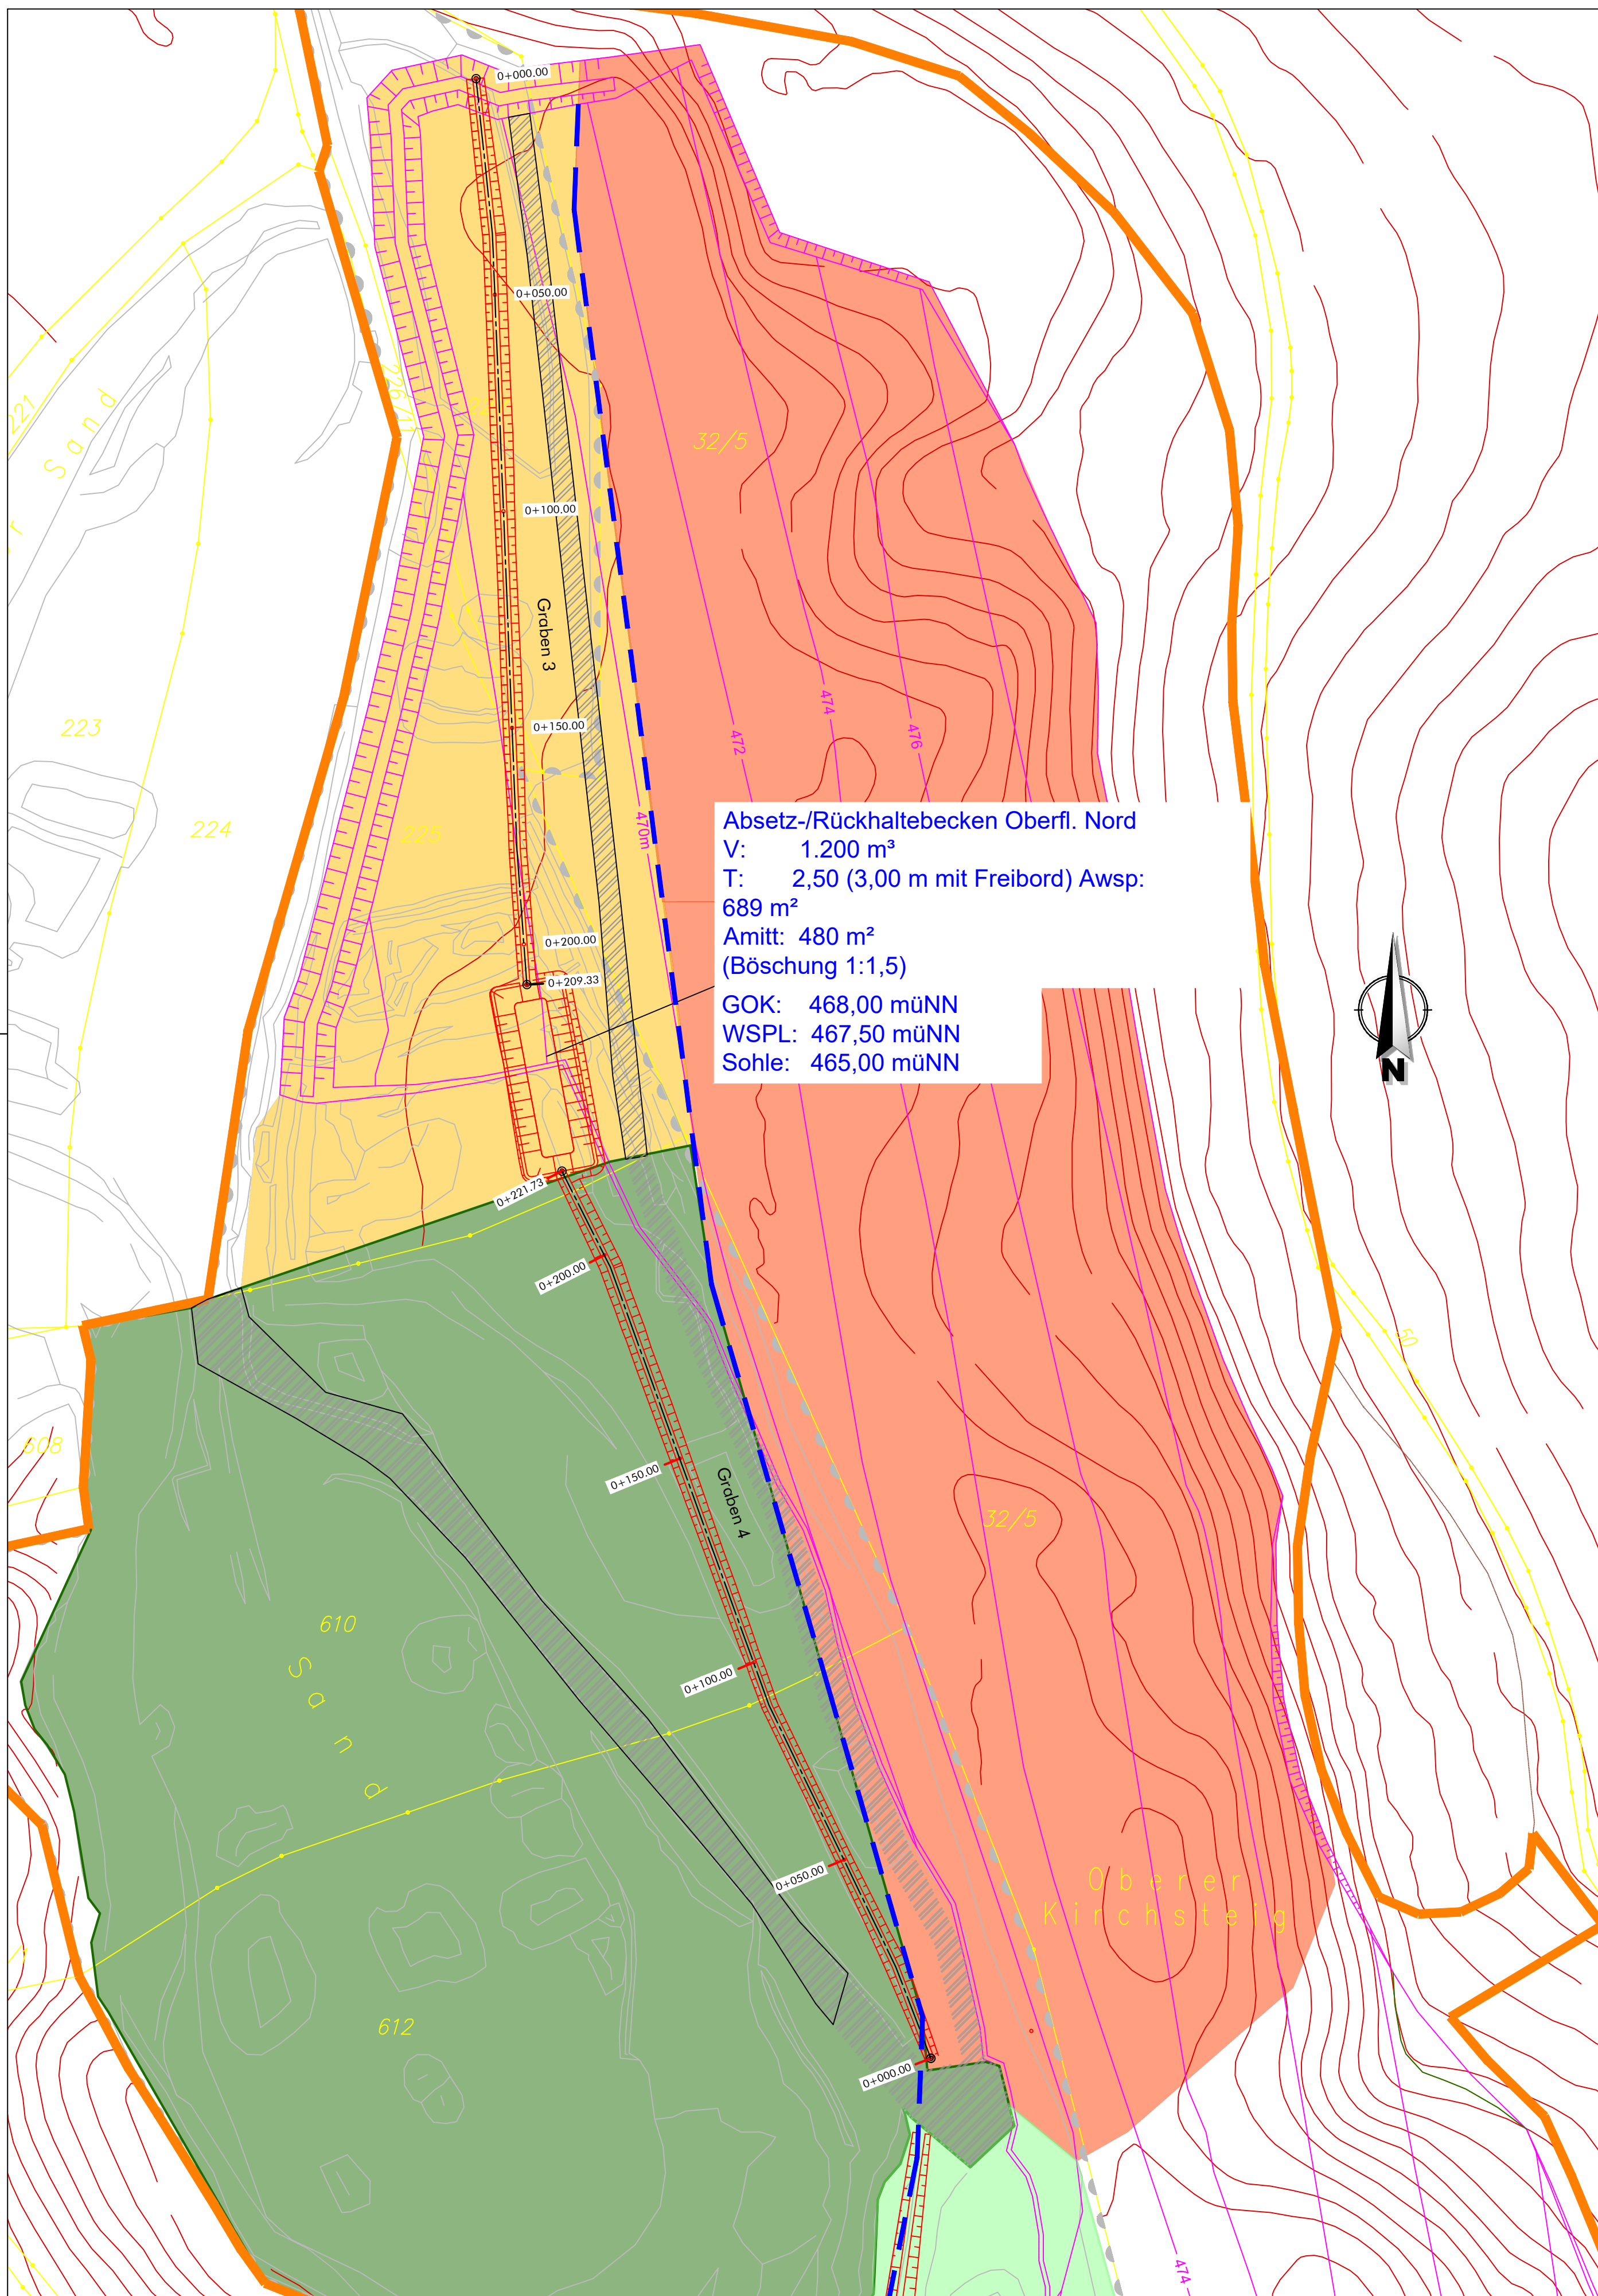 0+000.00
0+050.00
226/11
221
Sand
32/5
0+100.00
Graben 3
223
474
472
476
0+150.00
224
225
470m
Absetz-/Rückhaltebecken Oberfl. Nord
V: 1.200 m³
T: 2,50 (3,00 m mit Freibord) Awsp:
689 m²
Amitt: 480 m²
(Böschung 1:1,5)
GOK: 468,00 müNN
WSPL: 467,50 müNN
Sohle: 465,00 müNN
0+200.00
0+209.33
N
0+221.73
0+200.00
608
0+150.00
Graben 4
32/5
610
Sand
0+100.00
0+050.00
Oberer
Kirchsteig
612
0+000.00
474